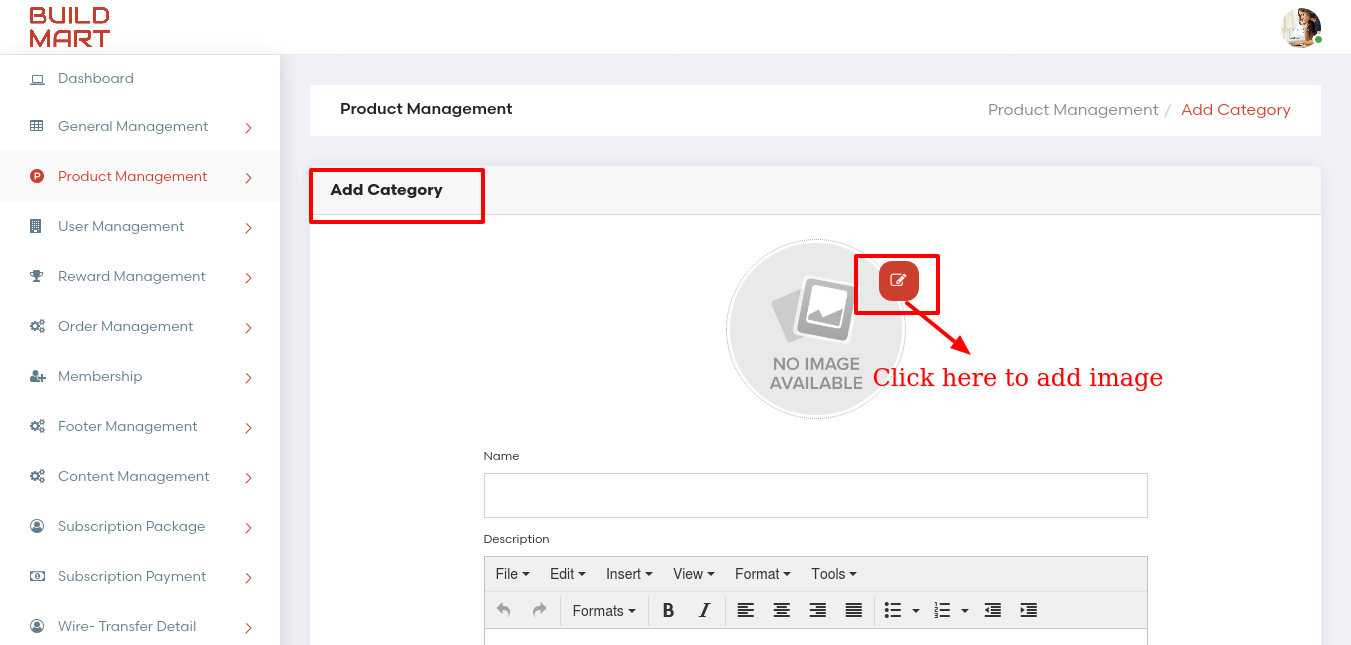 BUILD
MART
Dashboard
General Management
Product Management
User Management
Reward Management
Order Management
Membership
Footer Management
Content Management
Subscription Package
Subscription Payment
Wire- Transfer Detail
Product Management
Product Management / Add Category
Add Category
NO IMAGE
AVAILABLE
Click here to add image
Name
Description
File Edit Insert View Format Tools
Formats B I